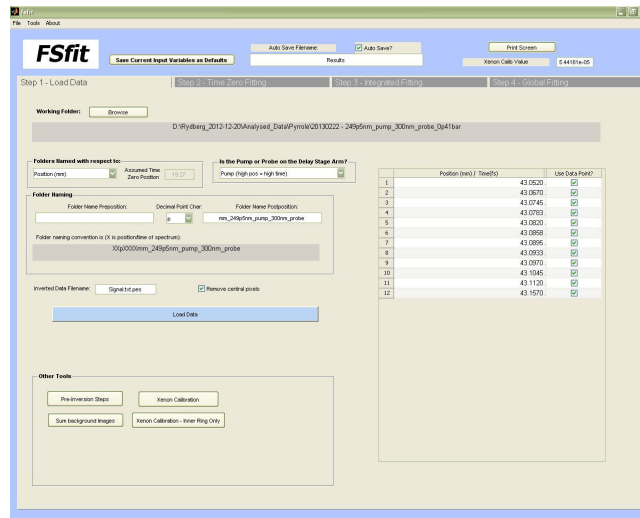 FSfit
File Tools About
FSfit
Save Current Input Variables as Defaults
Auto Save Filename:
Auto Save?
Results
Print Screen
Xenon Calib Value
5.44161e-05
Step 1 - Load Data
Step 2 - Time Zero Fitting
Step 3 - Integrated Fitting
Step 4 - Global Fitting
Working Folder:
Browse
D:\Rydberg_2012-12-20\Analysed_Data\Pyrrole\20130222 - 249p5nm_pump_300nm_probe_0p41bar
Folders Named with respect to:
Position (mm)
Assumed Time
Zero Position
19.27
Is the Pump or Probe on the Delay Stage Arm?
Pump (high pos = high time)
Folder Naming
Folder Name Preposition:
Decimal Point Char:
Folder Name Postposition:
p
mm_249p5nm_pump_300nm_probe
Folder naming convention is (X is position/time of spectrum):
XXpXXXXmm_249p5nm_pump_300nm_probe
Inverted Data Filename:
Signal.txt.pes
Remove central pixels
Load Data
Other Tools
Pre-Inversion Steps
Xenon Calibration
Sum background images
Xenon Calibration - Inner Ring Only
Position (mm) / Time(fs)
Use Data Point?
1 43.0520
2 43.0670
3 43.0745
4 43.0783
5 43.0820
6 43.0858
7 43.0895
8 43.0933
9 43.0970
10 43.1045
11 43.1120
12 43.1570